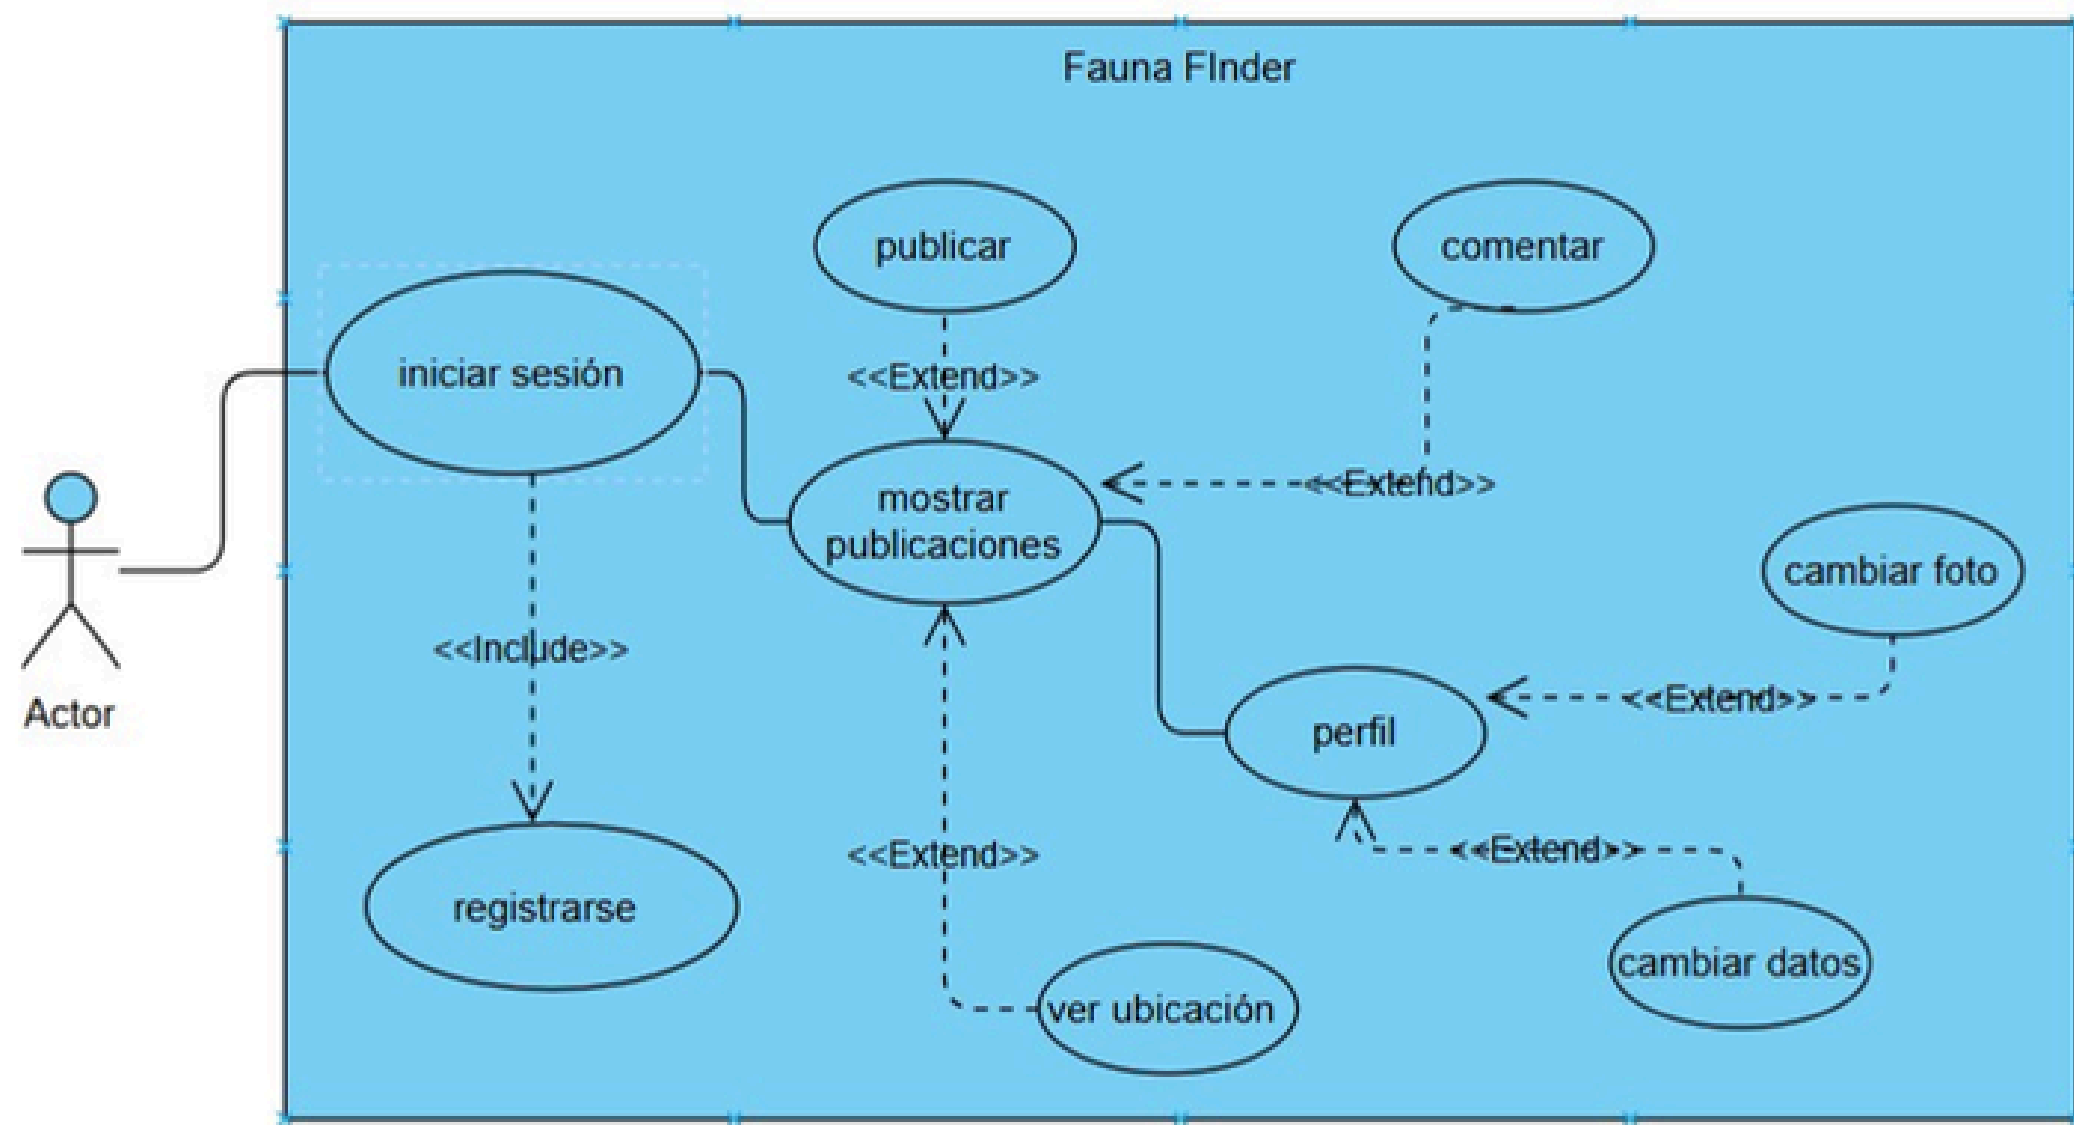 Fauna FInder
publicar
comentar
iniciar sesión
<<Extend>>
<<Extend>>
mostrar
publicaciones
cambiar foto
<<Include>>
<<Extend>>
Actor
perfil
<<Extend>>
<<Extend>>
registrarse
cambiar datos
ver ubicación